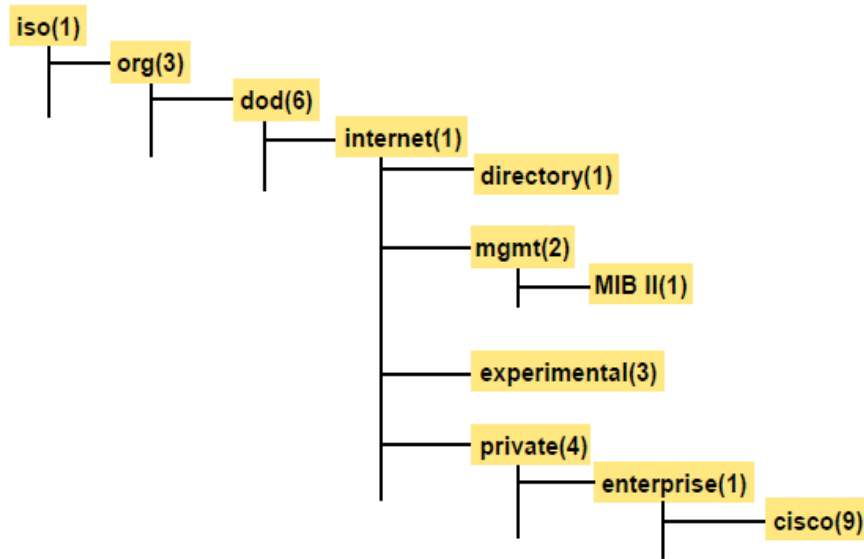 iso(1)
org(3)
dod(6)
internet(1)
directory(1)
mgmt(2)
MIB II(1)
experimental(3)
private(4)
enterprise(1)
cisco(9)